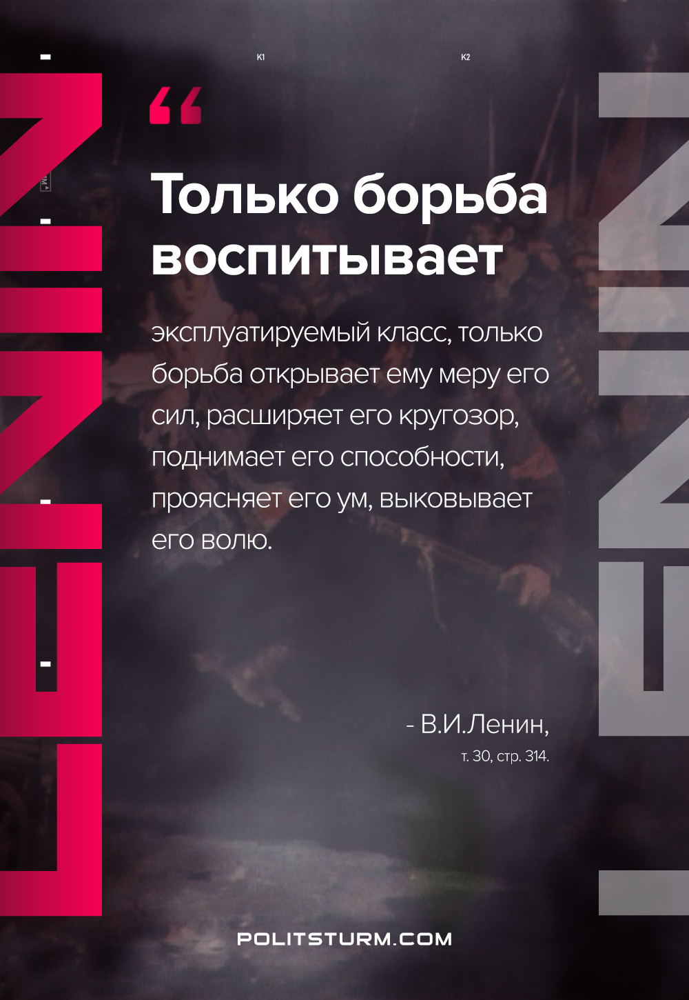 K1
K2
LENIN
“
Только борьба
воспитывает
эксплуатируемый класс, только
борьба открывает ему меру его
сил, расширяет его кругозор,
поднимает его способности,
проясняет его ум, выковывает
его волю.
- В.И.Ленин,
т. 30, стр. 314.
LENIN
POLITSTURM.COM